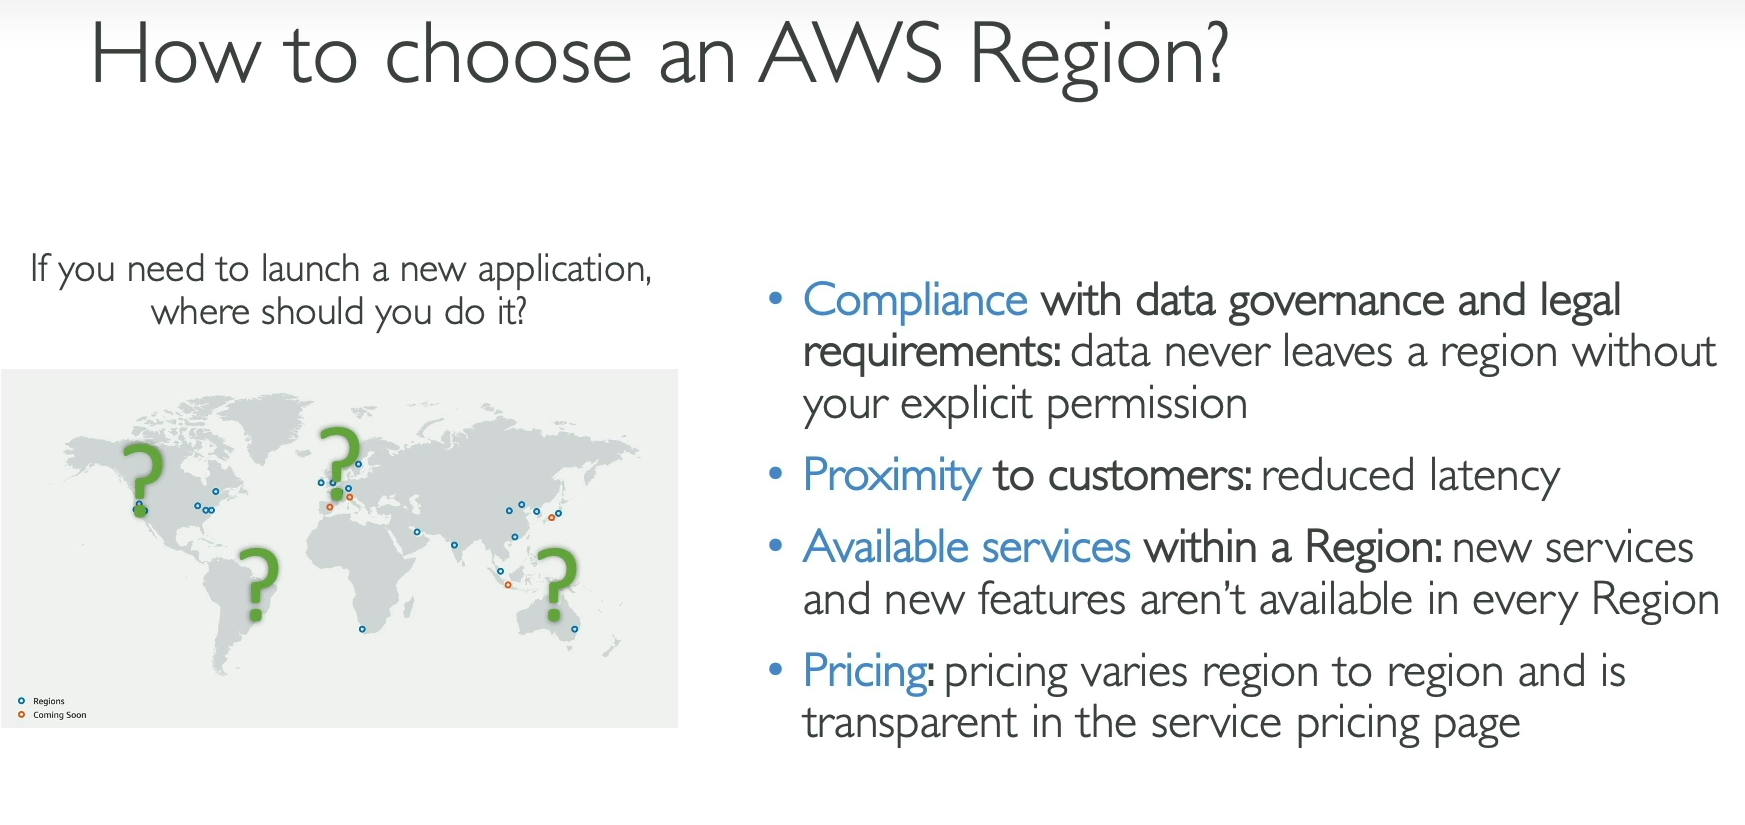 How to choose an AWS Region?
If you need to launch a new application,
where should you do it?
? ? ? ?
Regions
Coming Soon
• Compliance with data governance and legal
requirements: data never leaves a region without
your explicit permission
• Proximity to customers: reduced latency
• Available services within a Region: new services
and new features aren’t available in every Region
• Pricing: pricing varies region to region and is
transparent in the service pricing page